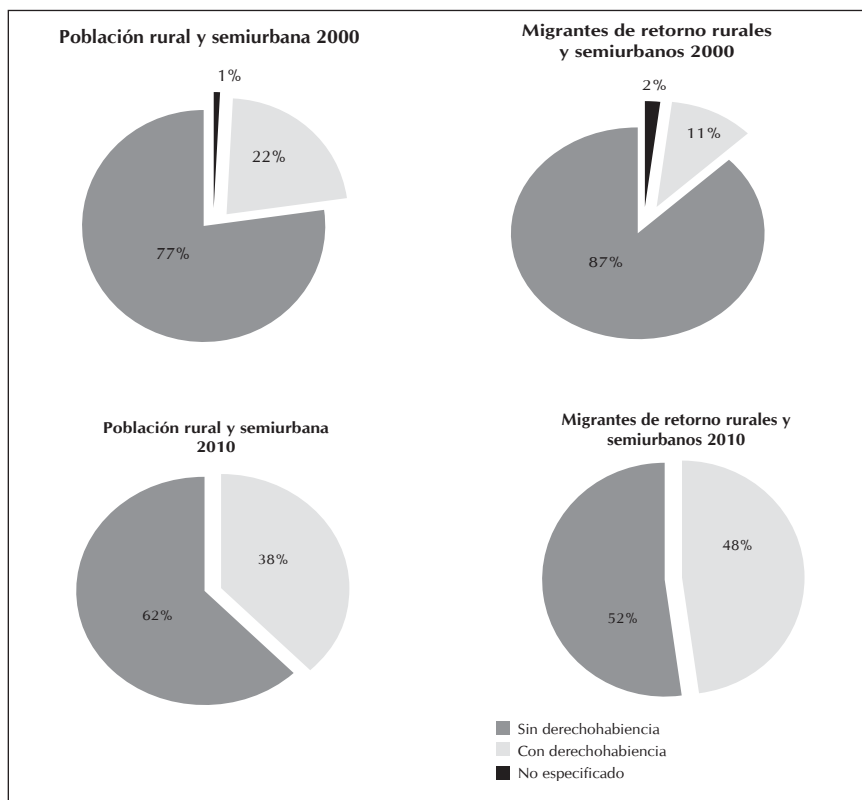 Población rural y semiurbana 2000
1%
22%
77%
Migrantes de retorno rurales
y semiurbanos 2000
2%
11%
87%
Población rural y semiurbana
2010
38%
62%
Migrantes de retorno rurales y
semiurbanos 2010
48%
52%
Sin derechohabiencia
Con derechohabiencia
No especificado